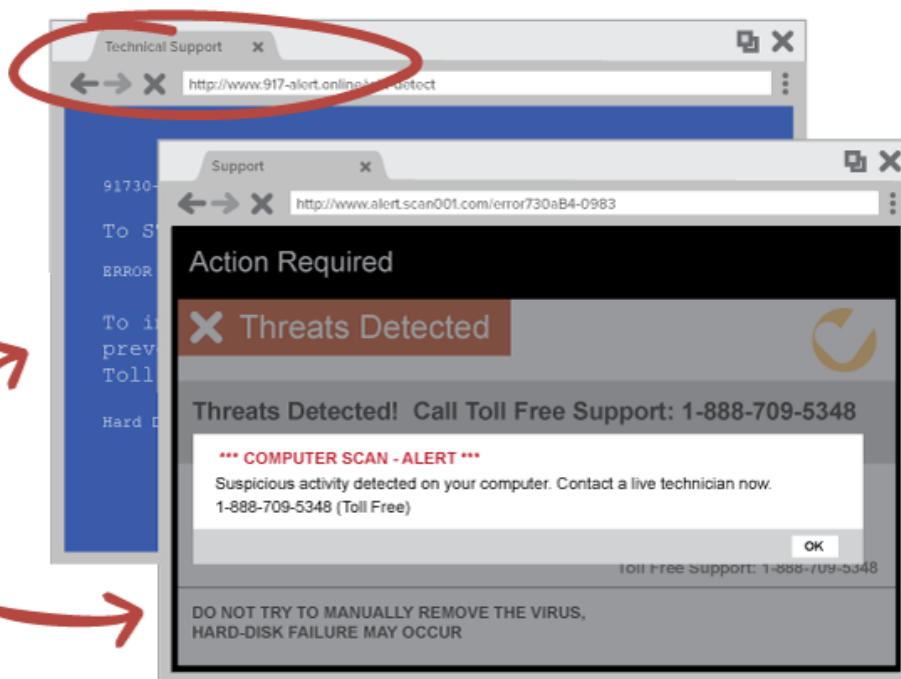 Technical Support
http://www.917-alert.online/
detect
91730-
To S
ERROR
To i
prev
Toll
Hard D
Support
http://www.alert.scan001.com/error730aB4-0983
Action Required
Threats Detected
Threats Detected! Call Toll Free Support: 1-888-709-5348
*** COMPUTER SCAN - ALERT ***
Suspicious activity detected on your computer. Contact a live technician now.
1-888-709-5348 (Toll Free)
OK
Toll Free Support: 1-888-709-5348
DO NOT TRY TO MANUALLY REMOVE THE VIRUS,
HARD-DISK FAILURE MAY OCCUR